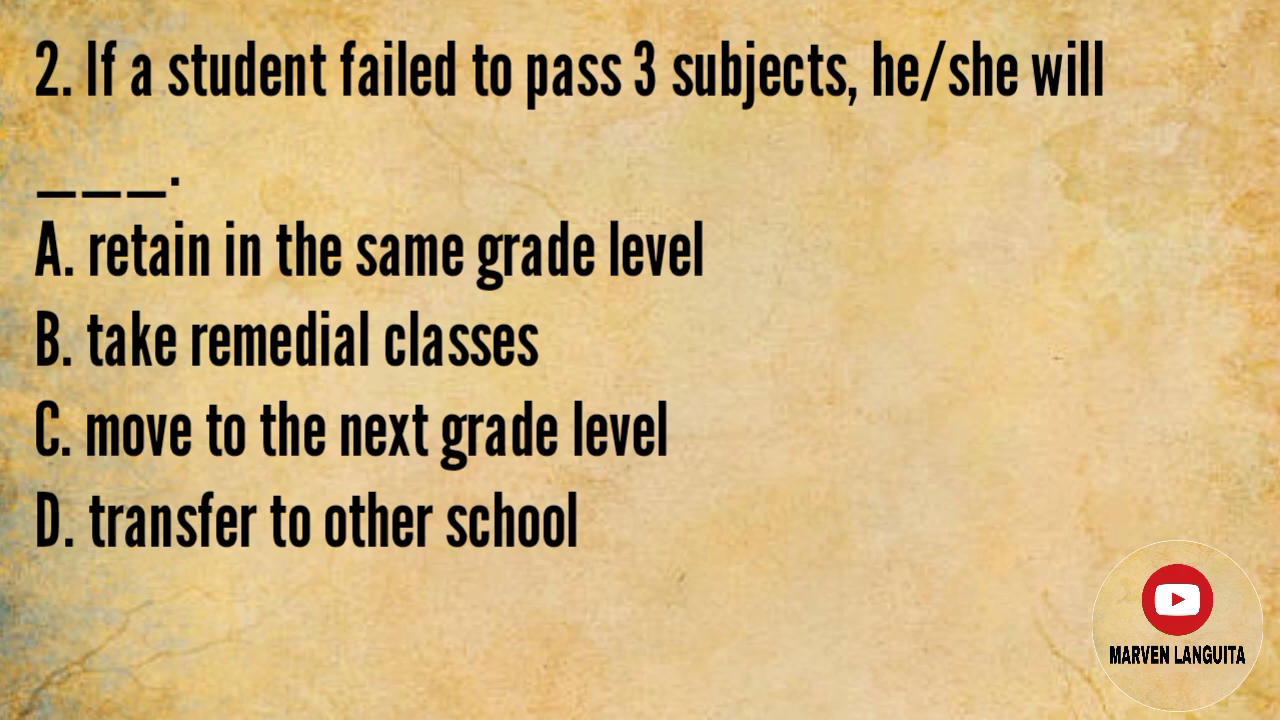 2. If a student failed to pass 3 subjects, he/she will
___.
A. retain in the same grade level
B. take remedial classes
C. move to the next grade level
D. transfer to other school
MARVEN LANGUITA